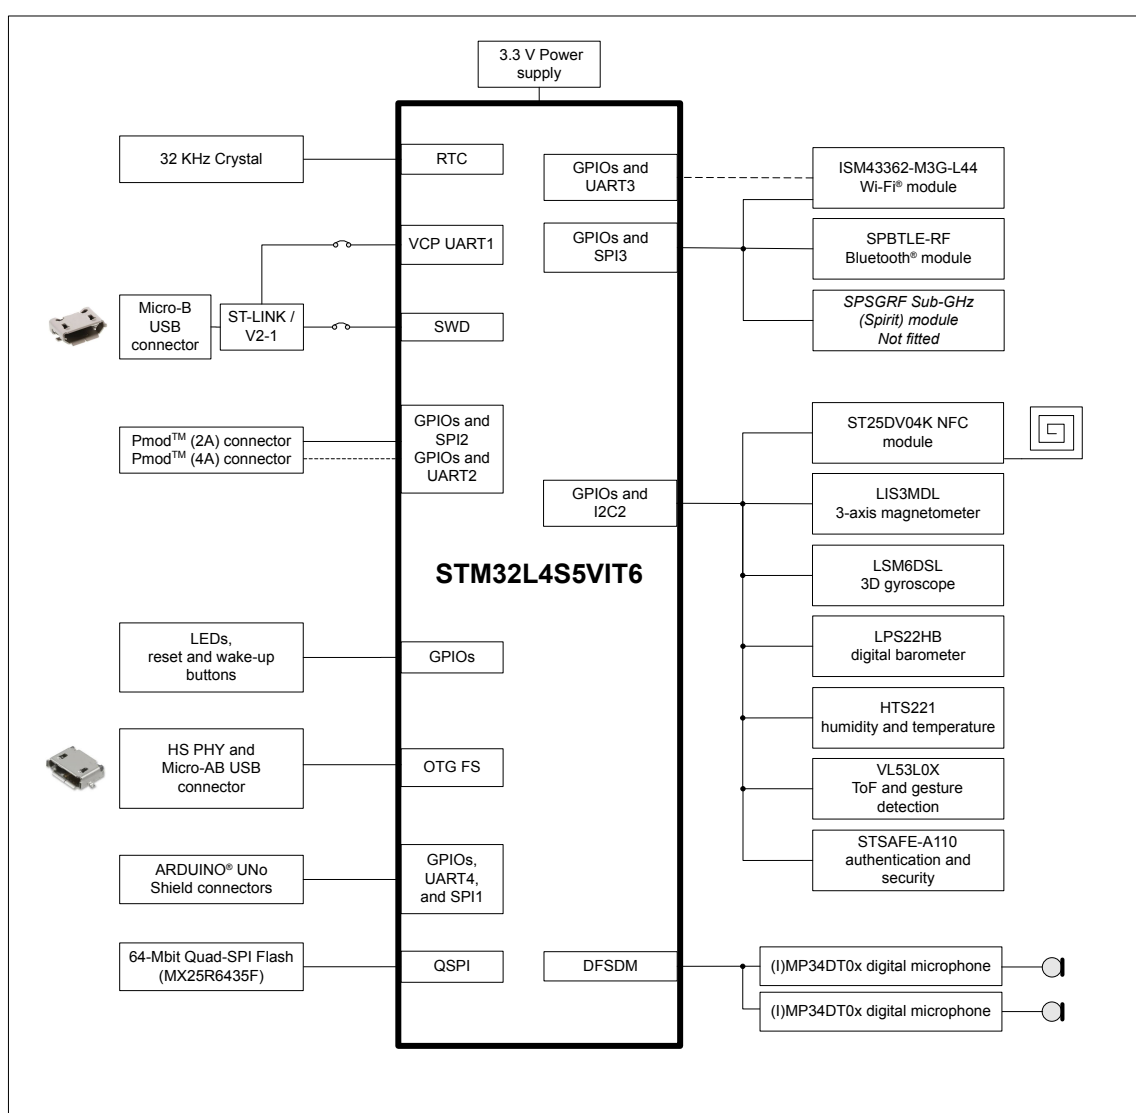 3.3 V Power
supply
32 KHz Crystal
RTC
VCP UART1
Micro-B
USB
connector
ST-LINK /
V2-1
SWD
Pmod™ (2A) connector
Pmod™ (4A) connector
GPIOs and
SPI2
GPIOs and
UART2
STM32L4S5VIT6
LEDs,
reset and wake-up
buttons
GPIOs
HS PHY and
Micro-AB USB
connector
OTG FS
ARDUINO® UNo
Shield connectors
GPIOs,
UART4,
and SPI1
64-Mbit Quad-SPI Flash
(MX25R6435F)
QSPI
GPIOs and
UART3
ISM43362-M3G-L44
Wi-Fi® module
GPIOs and
SPI3
SPBTLE-RF
Bluetooth® module
SPSGRF Sub-GHz
(Spirit) module
Not fitted
ST25DV04K NFC
module
GPIOs and
I2C2
LIS3MDL
3-axis magnetometer
LSM6DSL
3D gyroscope
LPS22HB
digital barometer
HTS221
humidity and temperature
VL53L0X
ToF and gesture
detection
STSAFE-A110
authentication and
security
DFSDM
(I)MP34DT0x digital microphone
(I)MP34DT0x digital microphone